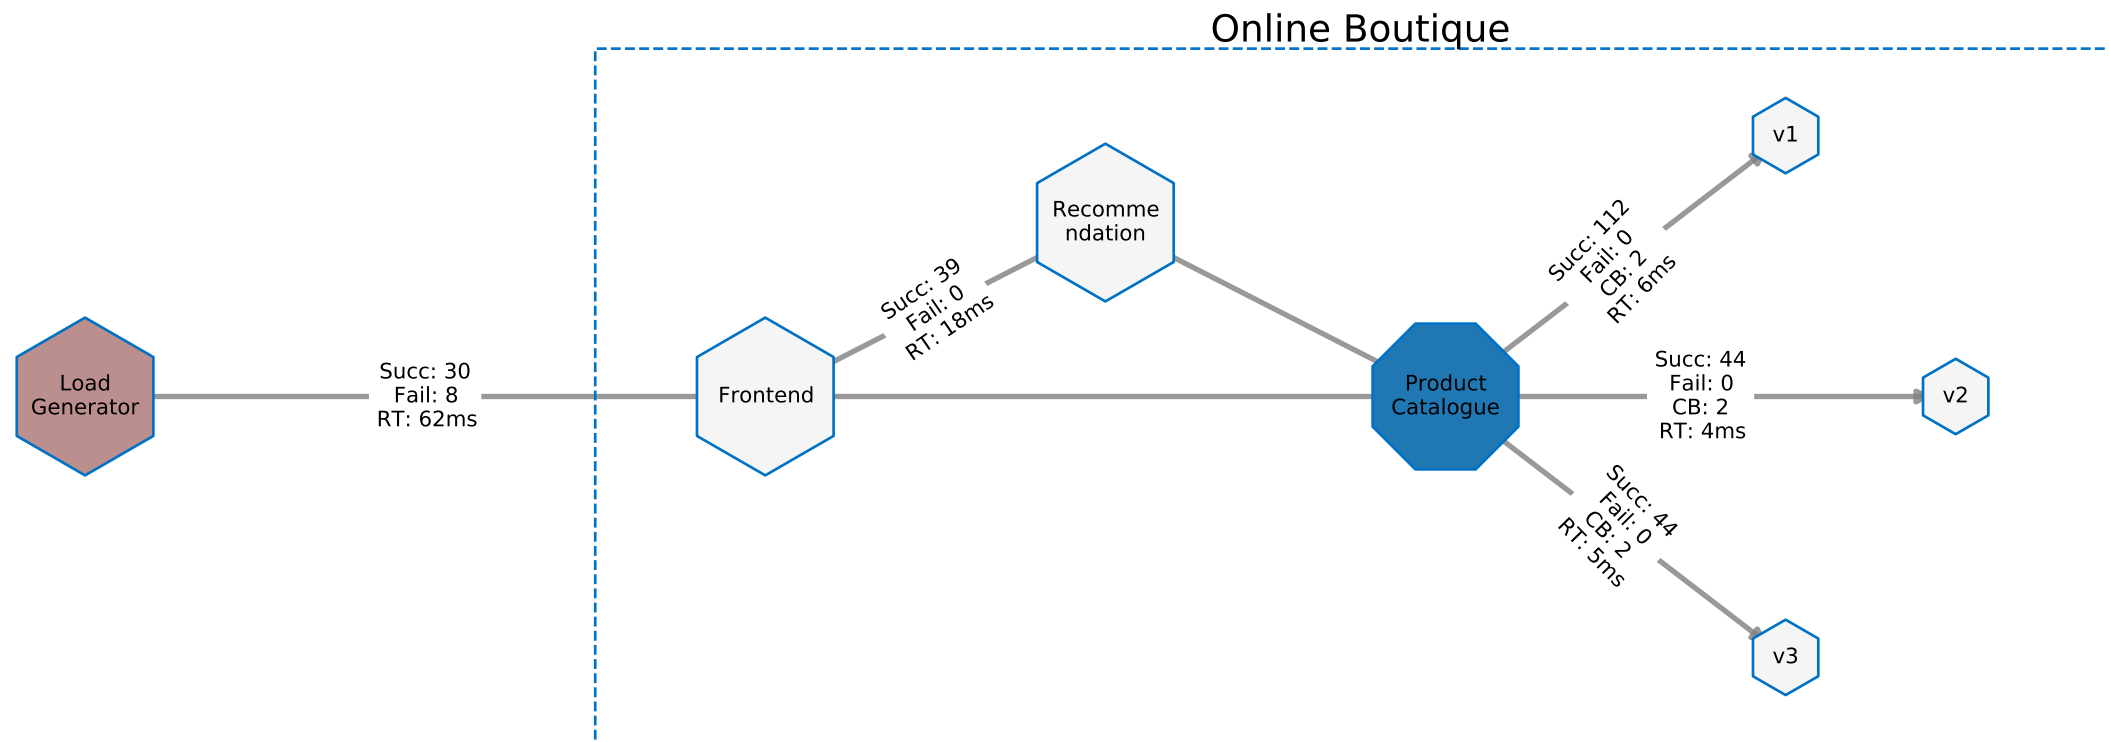 Online Boutique
Load
Generator
Succ: 30
Fail: 8
RT: 62ms
Frontend
Succ: 39
Fail: 0
RT: 18ms
Recomme
ndation
Product
Catalogue
Succ: 112
Fail: 0
CB: 2
RT: 6ms
v1
Succ: 44
Fail: 0
CB: 2
RT: 4ms
v2
Succ: 44
Fail: 0
CB: 2
RT: 5ms
v3